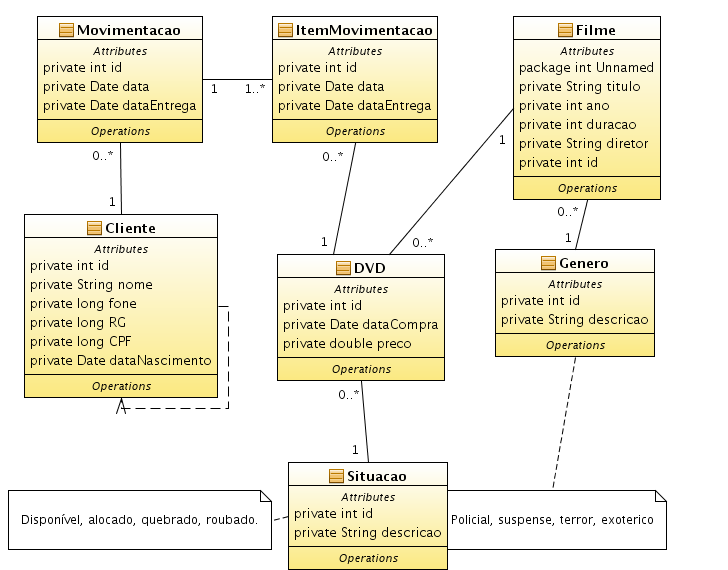 Movimentacao
Attributes
private int id
private Date data
private Date dataEntrega
Operations
1
1..*
ItemMovimentacao
Attributes
private int id
private Date data
private Date dataEntrega
Operations
Filme
Attributes
package int Unnamed
private String titulo
private int ano
private int duracao
private String diretor
private int id
Operations
0..*
1
0..*
1
1
0..*
0..*
1
Cliente
Attributes
private int id
private String nome
private long fone
private long RG
private long CPF
private Date dataNascimento
Operations
DVD
Attributes
private int id
private Date dataCompra
private double preco
Operations
Genero
Attributes
private int id
private String descricao
Operations
0..*
1
Disponível, alocado, quebrado, roubado.
Situacao
Attributes
private int id
private String descricao
Operations
Policial, suspense, terror, exoterico